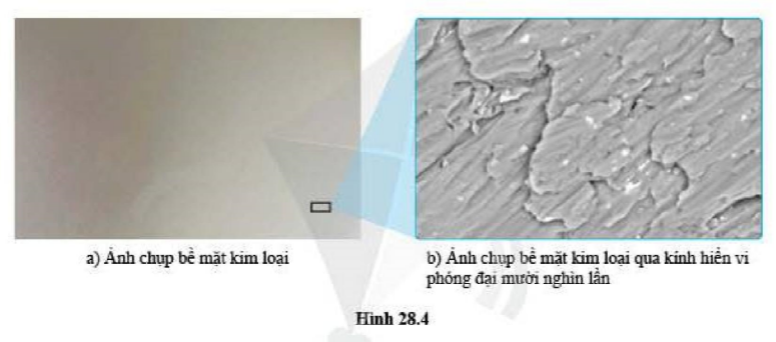 a) Ảnh chụp bề mặt kim loại
b) Ảnh chụp bề mặt kim loại qua kính hiển vi
phóng đại mười nghìn lần
Hình 28.4